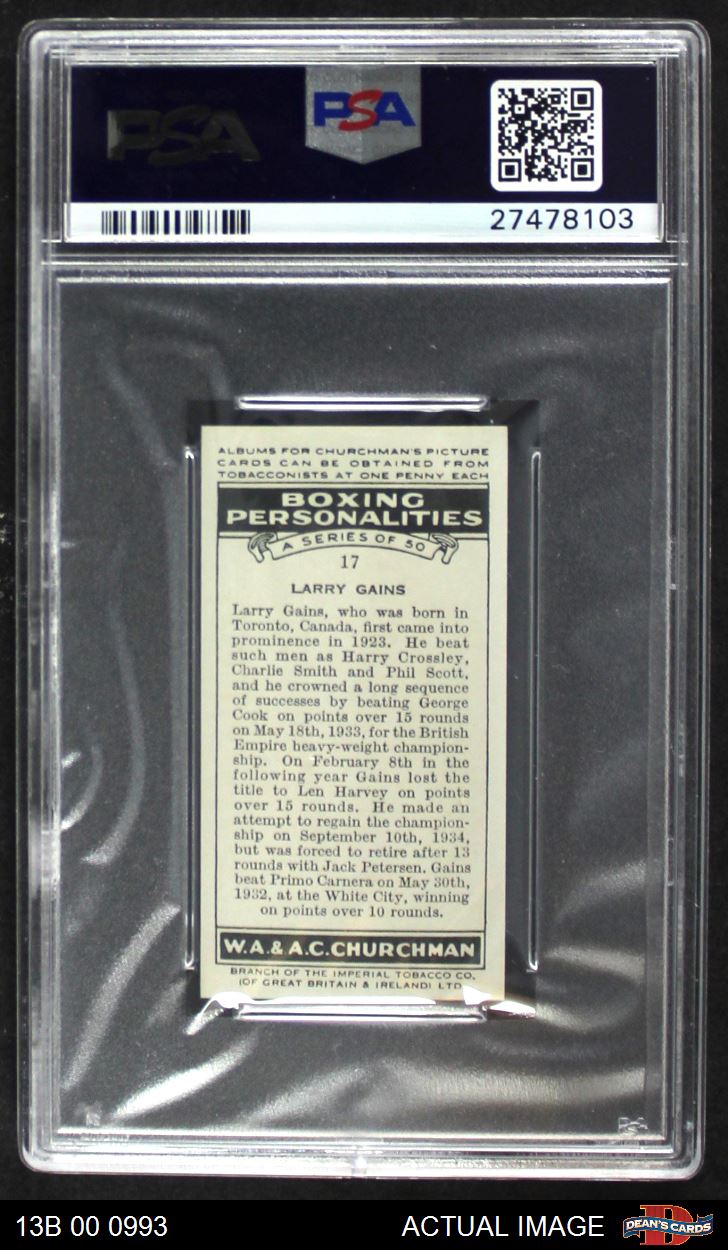 PSA
PSA
27478103
ALBUMS FOR CHURCHMAN'S PICTURE
CARDS CAN BE OBTAINED FROM
TOBACCONISTS AT ONE PENNY EACH
BOXING
PERSONALITIES
A SERIES OF 50
17
LARRY GAINS
Larry Gains, who was born in
Toronto, Canada, first came into
prominence in 1923. He beat
such men as Harry Crossley,
Charlie Smith and Phil Scott,
and he crowned a long sequence
of successes by beating George
Cook on points over 15 rounds
on May 18th, 1933, for the British
Empire heavy-weight champion-
ship. On February 8th in the
following year Gains lost the
title to Len Harvey on points
over 15 rounds. He made an
attempt to regain the champion-
ship on September 10th, 1934,
but was forced to retire after 13
rounds with Jack Petersen. Gains
beat Primo Carnera on May 30th,
1932, at the White City, winning
on points over 10 rounds.
W.A.& A.C.CHURCHMAN
BRANCH OF THE IMPERIAL TOBACCO CO,
(OF GREAT BRITAIN & IRELAND) LTD
PSA
13B 00 0993
ACTUAL IMAGE
DEAN'S CARDS